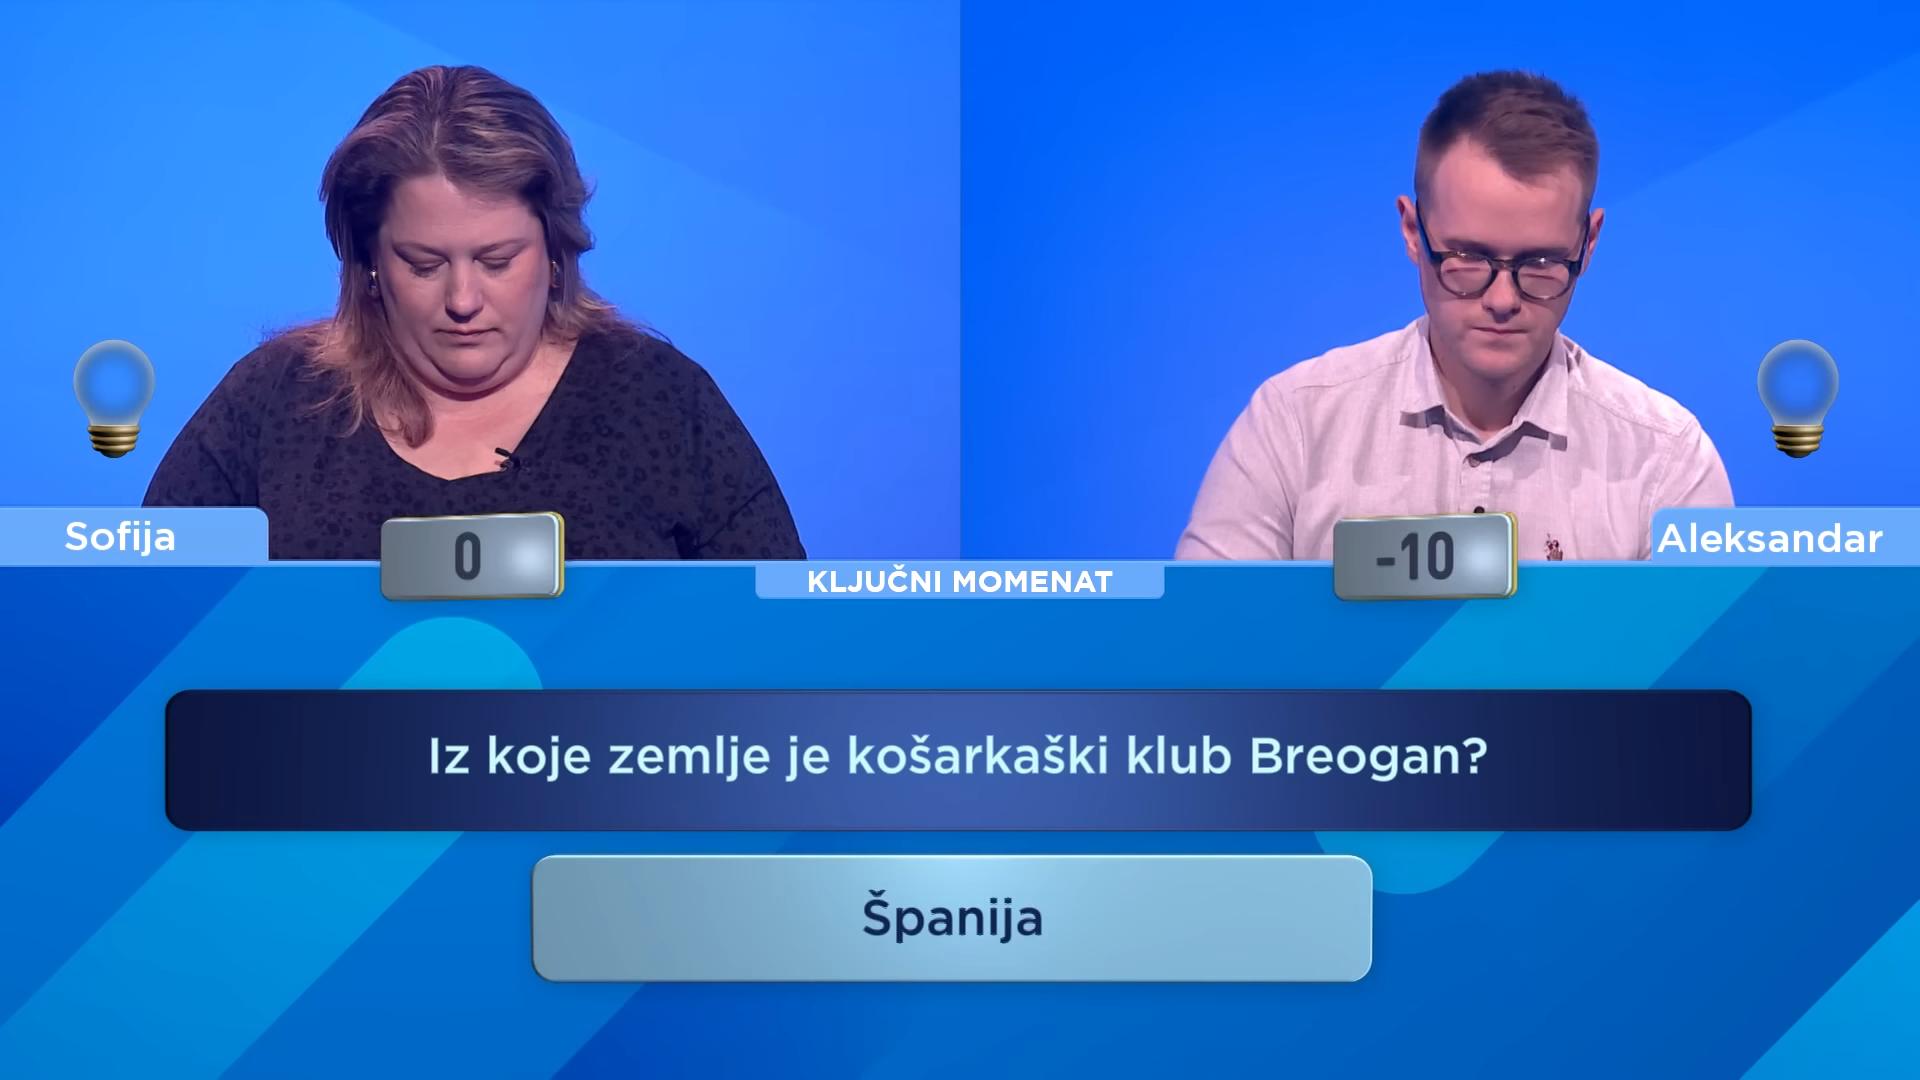 Sofija
0
KLJUČNI MOMENAT
-10
Aleksandar
Iz koje zemlje je košarkaški klub Breogan?
Španija